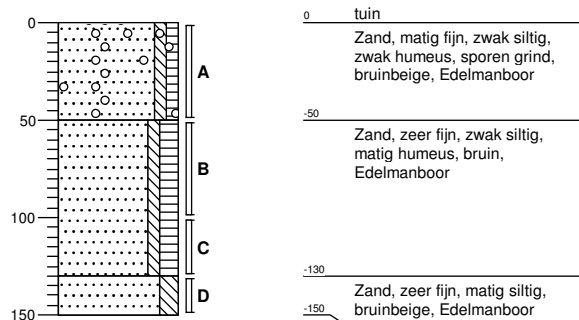 0
50
100
150
A
B
C
D
0 tuin
Zand, matig fijn, zwak siltig,
zwak humeus, sporen grind,
bruinbeige, Edelmanboor
-50
Zand, zeer fijn, zwak siltig,
matig humeus, bruin,
Edelmanboor
-130
Zand, zeer fijn, matig siltig,
bruinbeige, Edelmanboor
-150